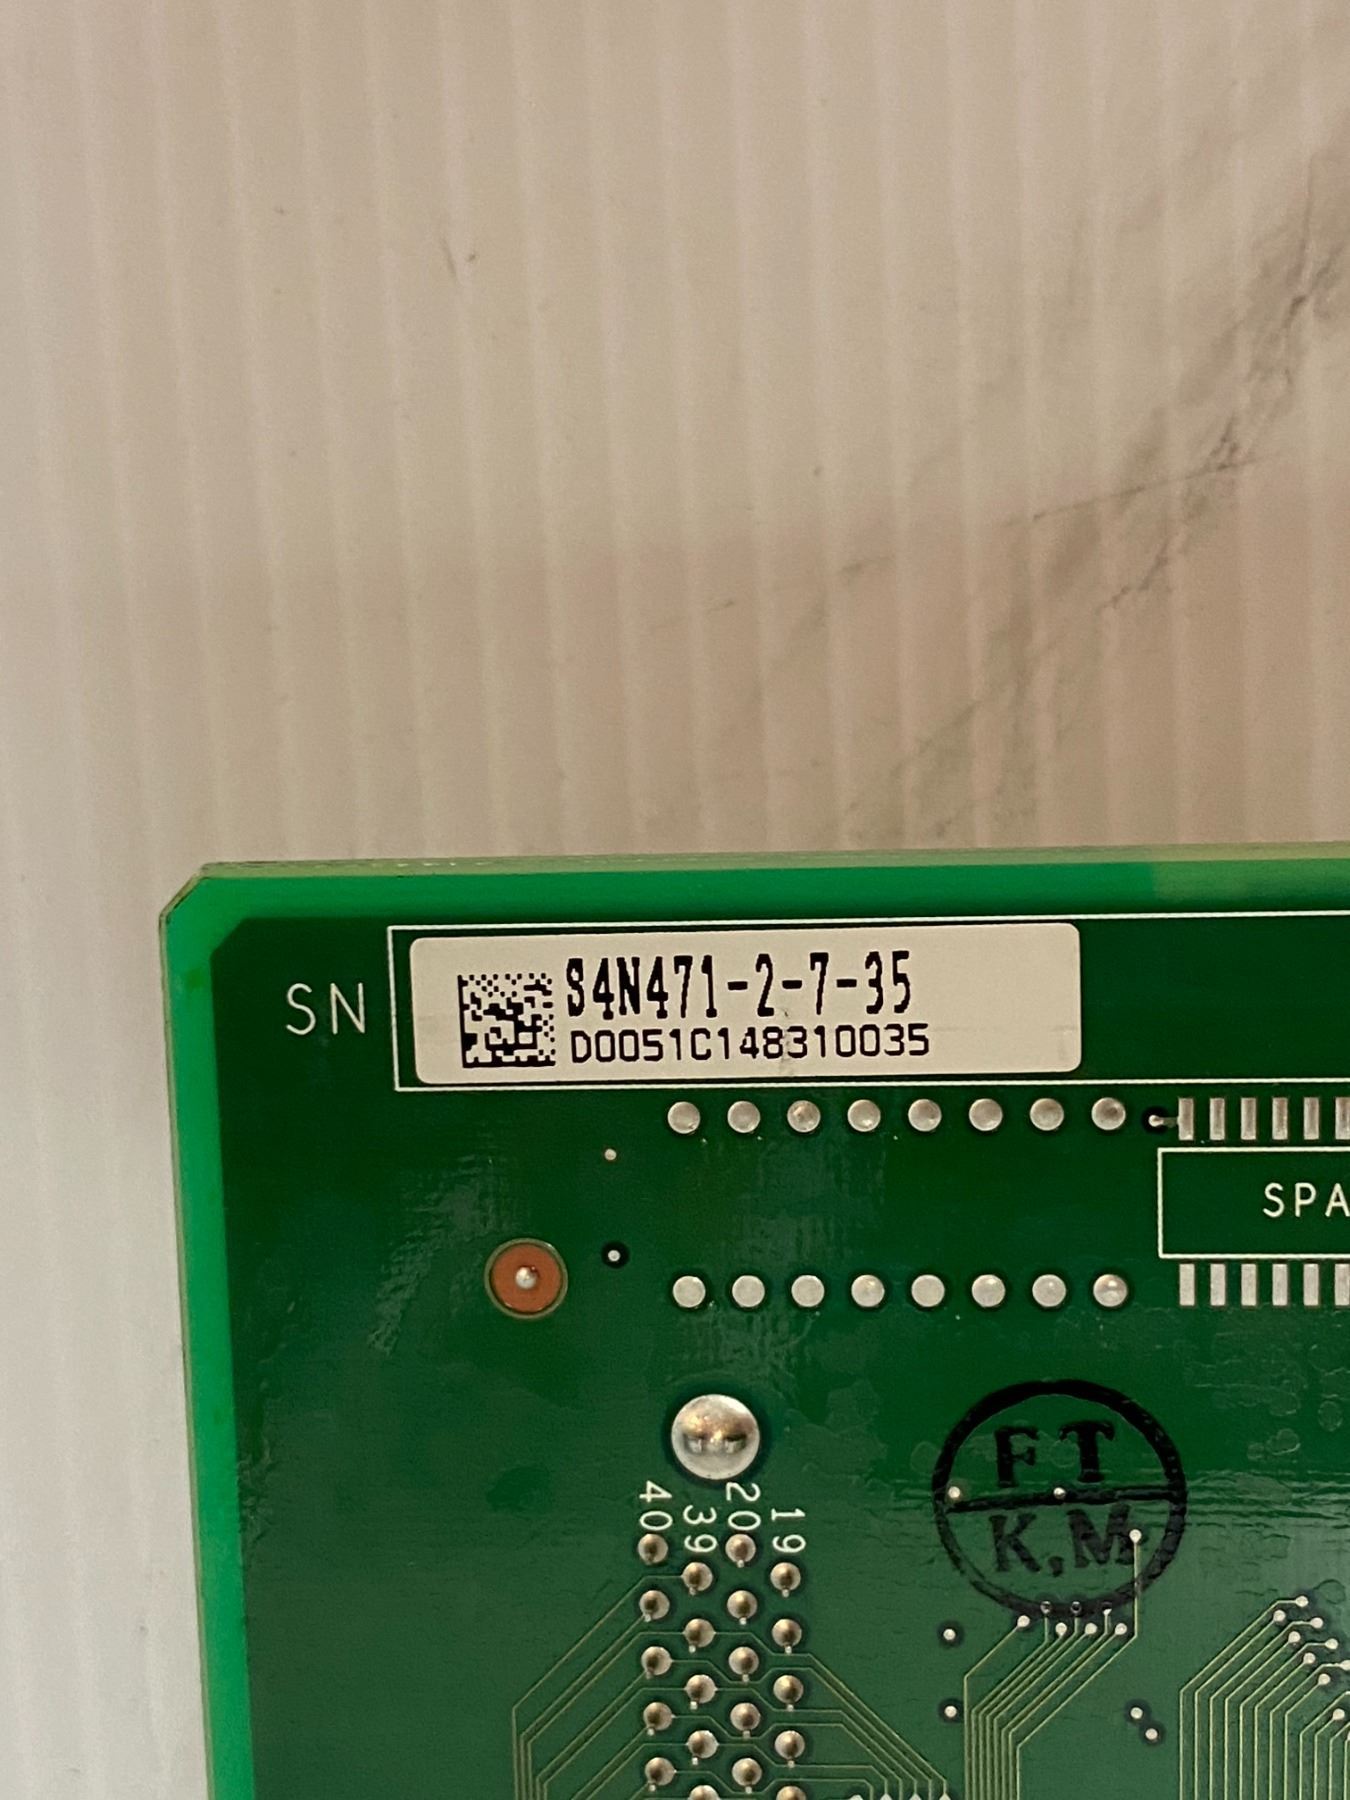 SN
S4N471-2-7-35
D0051C148310035
SPA
FT
K.M
40
39
20
19